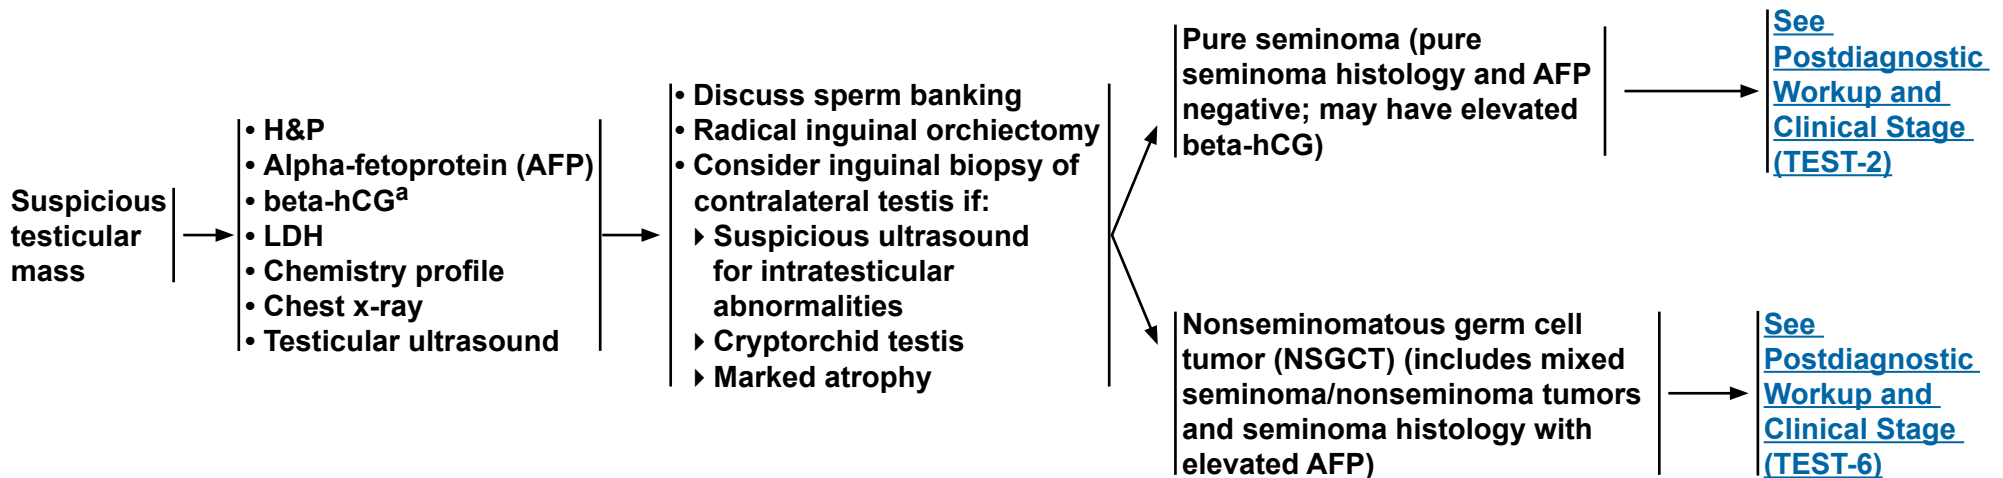 Suspicious
testicular
mass
• H&P
• Alpha-fetoprotein (AFP)
• beta-hCGa
• LDH
• Chemistry profile
• Chest x-ray
• Testicular ultrasound
• Discuss sperm banking
• Radical inguinal orchiectomy
• Consider inguinal biopsy of
contralateral testis if:
▸ Suspicious ultrasound
for intratesticular
abnormalities
▸ Cryptorchid testis
▸ Marked atrophy
Pure seminoma (pure
seminoma histology and AFP
negative; may have elevated
beta-hCG)
See
Postdiagnostic
Workup and
Clinical Stage
(TEST-2)
Nonseminomatous germ cell
tumor (NSGCT) (includes mixed
seminoma/nonseminoma tumors
and seminoma histology with
elevated AFP)
See
Postdiagnostic
Workup and
Clinical Stage
(TEST-6)